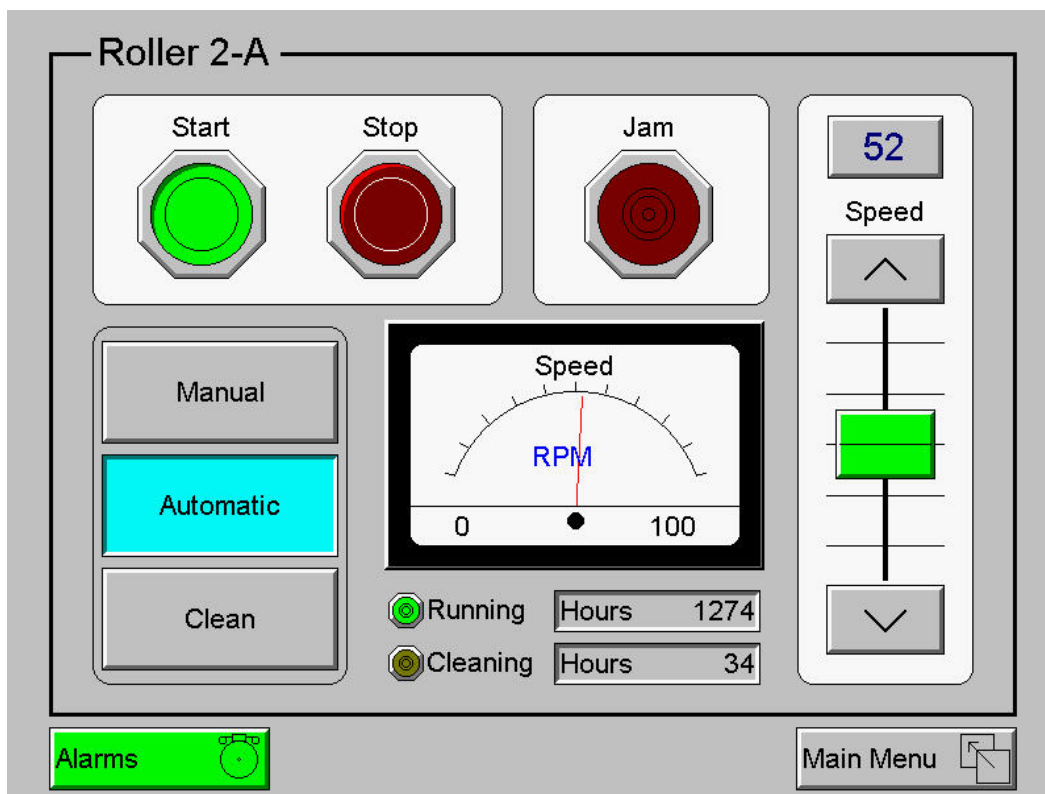 Roller 2-A
Start
Stop
Jam
52
Speed
Manual
Automatic
Clean
Speed
RPM
0
100
Running
Hours 1274
Cleaning
Hours 34
Alarms
Main Menu